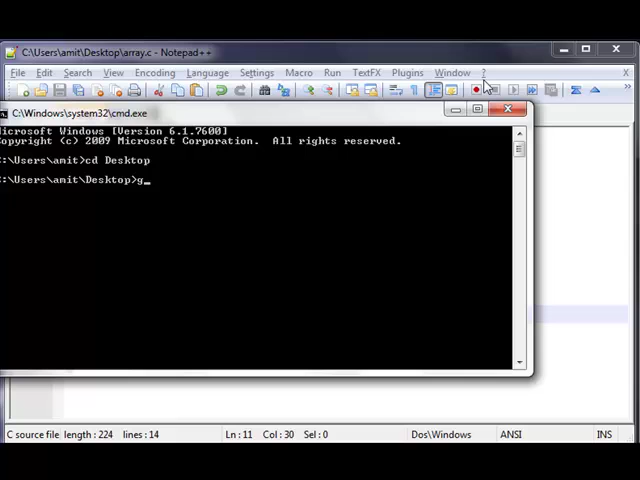 C:\Users\amit\Desktop\array.c - Notepad++
File Edit Search View Encoding Language Settings Macro Run TextFX Plugins Window ?
C:\Windows\system32\cmd.exe
Microsoft Windows [Version 6.1.7600]
Copyright (c) 2009 Microsoft Corporation. All rights reserved.
C:\Users\amit>cd Desktop
C:\Users\amit\Desktop>g_
C source file length : 224 lines : 14 Ln : 11 Col : 30 Sel : 0 Dos\Windows ANSI INS